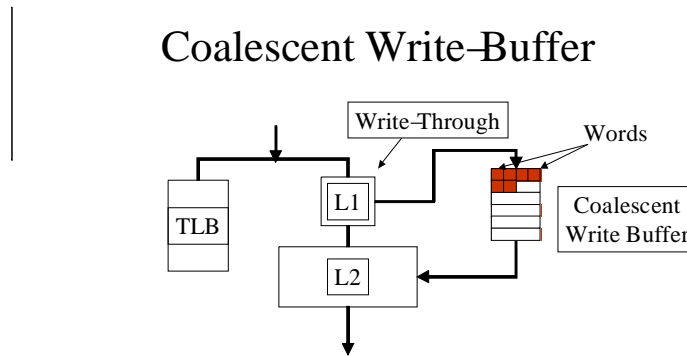 Coalescent Write-Buffer
Write-Through
Words
L1
TLB
Coalescent
Write Buffer
L2